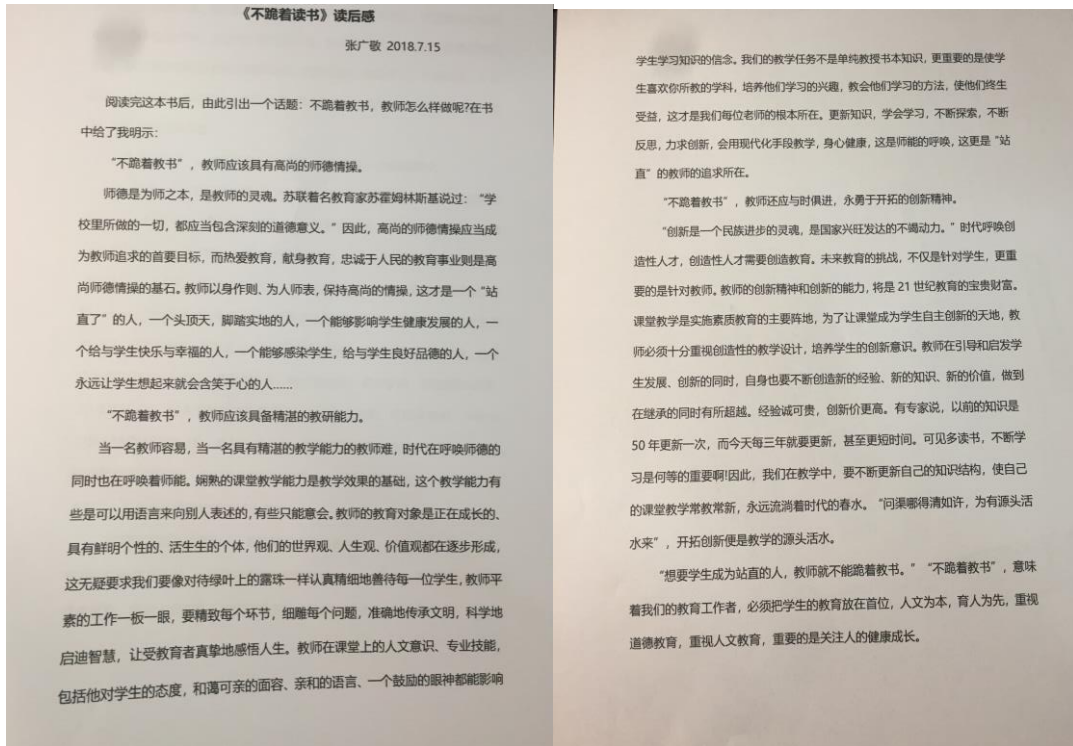 《不跪着读书》读后感
张广敬 2018.7.15
阅读完这本书后，由此引出一个话题：不跪着教书，教师怎么样做呢?在书
中给了我明示：
“不跪着教书”，教师应该具有高尚的师德情操。
师德是为师之本，是教师的灵魂。苏联着名教育家苏霍姆林斯基说过：“学
校里所做的一切，都应当包含深刻的道德意义。”因此，高尚的师德情操应当成
为教师追求的首要目标，而热爱教育，献身教育，忠诚于人民的教育事业则是高
尚师德情操的基石。教师以身作则、为人师表，保持高尚的情操，这才是一个“站
直了”的人，一个头顶天，脚踏实地的人，一个能够影响学生健康发展的人，一
个给与学生快乐与幸福的人，一个能够感染学生，给与学生良好品德的人，一个
永远让学生想起来就会含笑于心的人......
“不跪着教书”，教师应该具备精湛的教研能力。
当一名教师容易，当一名具有精湛的教学能力的教师难，时代在呼唤师德的
同时也在呼唤着师能。娴熟的课堂教学能力是教学效果的基础，这个教学能力有
些是可以用语言来向别人表述的，有些只能意会。教师的教育对象是正在成长的、
具有鲜明个性的、活生生的个体，他们的世界观、人生观、价值观都在逐步形成，
这无疑要求我们要像对待绿叶上的露珠一样认真精细地善待每一位学生，教师平
素的工作一板一眼，要精致每个环节，细雕每个问题，准确地传承文明，科学地
启迪智慧，让受教育者真挚地感悟人生。教师在课堂上的人文意识、专业技能，
包括他对学生的态度，和蔼可亲的面容、亲和的语言、一个鼓励的眼神都能影响
学生学习知识的信念。我们的教学任务不是单纯教授书本知识，更重要的是使学
生喜欢你所教的学科，培养他们学习的兴趣，教会他们学习的方法，使他们终生
受益，这才是我们每位老师的根本所在。更新知识，学会学习，不断探索，不断
反思，力求创新，会用现代化手段教学，身心健康，这是师能的呼唤，这更是“站
直”的教师的追求所在。
“不跪着教书”，教师还应与时俱进，永勇于开拓的创新精神。
“创新是一个民族进步的灵魂，是国家兴旺发达的不竭动力。”时代呼唤创
造性人才，创造性人才需要创造教育。未来教育的挑战，不仅是针对学生，更重
要的是针对教师。教师的创新精神和创新的能力，将是 21 世纪教育的宝贵财富。
课堂教学是实施素质教育的主要阵地，为了让课堂成为学生自主创新的天地，教
师必须十分重视创造性的教学设计，培养学生的创新意识。教师在引导和启发学
生发展、创新的同时，自身也要不断创造新的经验、新的知识、新的价值，做到
在继承的同时有所超越。经验诚可贵，创新价更高。有专家说，以前的知识是
50 年更新一次，而今天每三年就要更新，甚至更短时间。可见多读书，不断学
习是何等的重要啊!因此，我们在教学中，要不断更新自己的知识结构，使自己
的课堂教学常教常新，永远流淌着时代的春水。“问渠哪得清如许，为有源头活
水来”，开拓创新便是教学的源头活水。
“想要学生成为站直的人，教师就不能跪着教书。”“不跪着教书”，意味
着我们的教育工作者，必须把学生的教育放在首位，人文为本，育人为先，重视
道德教育，重视人文教育，重要的是关注人的健康成长。